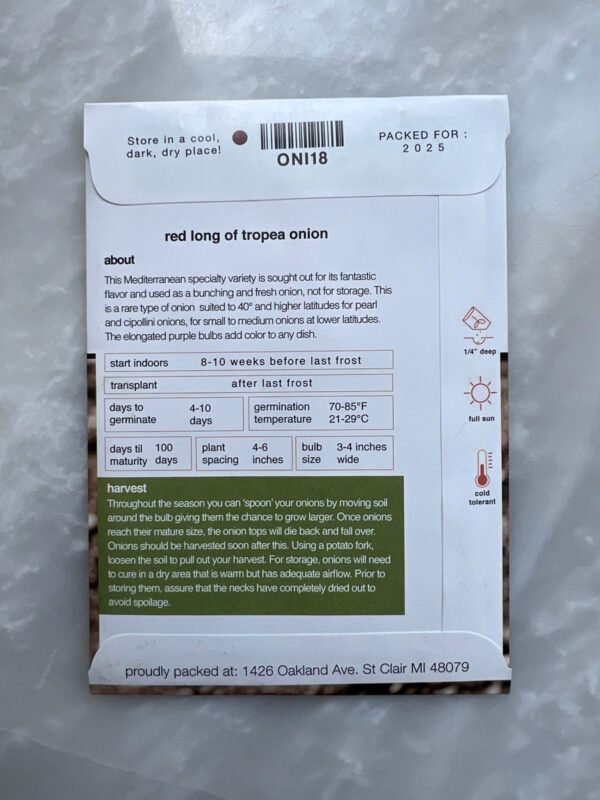 Store in a cool,
dark, dry place!
ONI18
PACKED FOR :
2025
red long of tropea onion
about
This Mediterranean specialty variety is sought out for its fantastic
flavor and used as a bunching and fresh onion, not for storage. This
is a rare type of onion suited to 40° and higher latitudes for pearl
and cipollini onions, for small to medium onions at lower latitudes.
The elongated purple bulbs add color to any dish.
start indoors 8-10 weeks before last frost
transplant after last frost
days to germinate 4-10 days
germination temperature 70-85°F 21-29°C
days til maturity 100 days
plant spacing 4-6 inches
bulb size 3-4 inches wide
1/4" deep
full sun
cold
tolerant
harvest
Throughout the season you can 'spoon' your onions by moving soil
around the bulb giving them the chance to grow larger. Once onions
reach their mature size, the onion tops will die back and fall over.
Onions should be harvested soon after this. Using a potato fork,
loosen the soil to pull out your harvest. For storage, onions will need
to cure in a dry area that is warm but has adequate airflow. Prior to
storing them, assure that the necks have completely dried out to
avoid spoilage.
proudly packed at: 1426 Oakland Ave. St Clair MI 48079